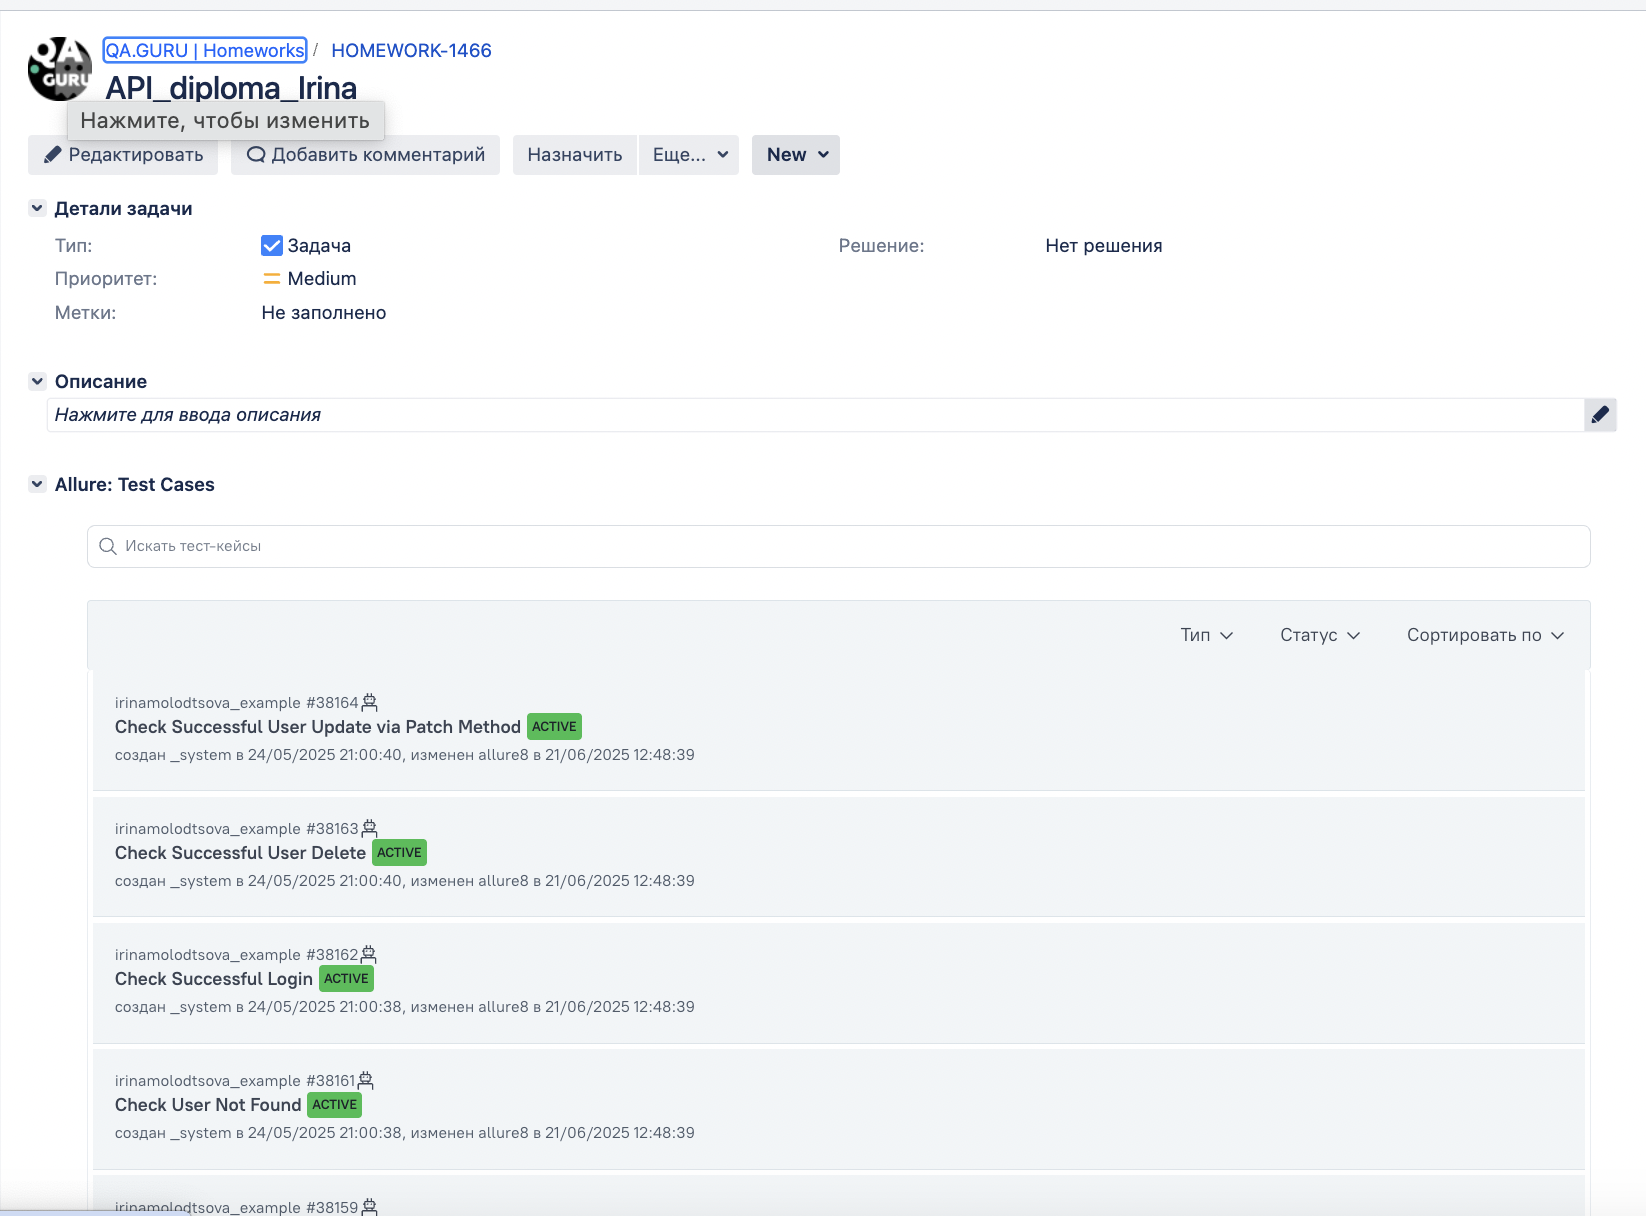 QA
GURU
QA.GURU | Homeworks / HOMEWORK-1466
API_diploma_Irina
Нажмите, чтобы изменить
Редактировать Добавить комментарий Назначить Еще... New
Детали задачи
Тип: Задача Решение: Нет решения
Приоритет: Medium
Метки: Не заполнено
Описание
Нажмите для ввода описания
Allure: Test Cases
Искать тест-кейсы
Тип Статус Сортировать по
irinamolodtsova_example #38164
Check Successful User Update via Patch Method ACTIVE
создан _system в 24/05/2025 21:00:40, изменен allure8 в 21/06/2025 12:48:39
irinamolodtsova_example #38163
Check Successful User Delete ACTIVE
создан _system в 24/05/2025 21:00:40, изменен allure8 в 21/06/2025 12:48:39
irinamolodtsova_example #38162
Check Successful Login ACTIVE
создан _system в 24/05/2025 21:00:38, изменен allure8 в 21/06/2025 12:48:39
irinamolodtsova_example #38161
Check User Not Found ACTIVE
создан _system в 24/05/2025 21:00:38, изменен allure8 в 21/06/2025 12:48:39
irinamolodtsova_example #38159